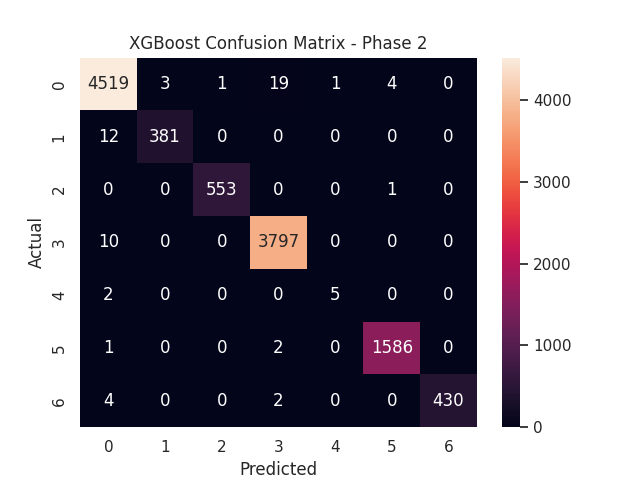 XGBoost Confusion Matrix - Phase 2
0 4519 3 1 19 1 4 0
1 12 381 0 0 0 0 0
2 0 0 553 0 0 1 0
3 10 0 0 3797 0 0 0
4 2 0 0 0 5 0 0
5 1 0 0 2 0 1586 0
6 4 0 0 2 0 0 430
0 1 2 3 4 5 6
Predicted
Actual
4000
3000
2000
1000
0